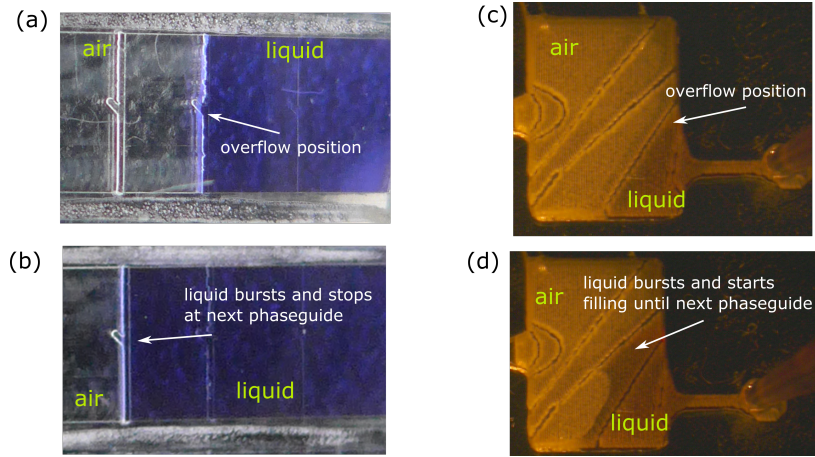 (a)
air
liquid
overflow position
(b)
liquid bursts and stops
at next phaseguide
air
liquid
(c)
air
overflow position
liquid
(d)
liquid bursts and starts
filling until next phaseguide
air
liquid